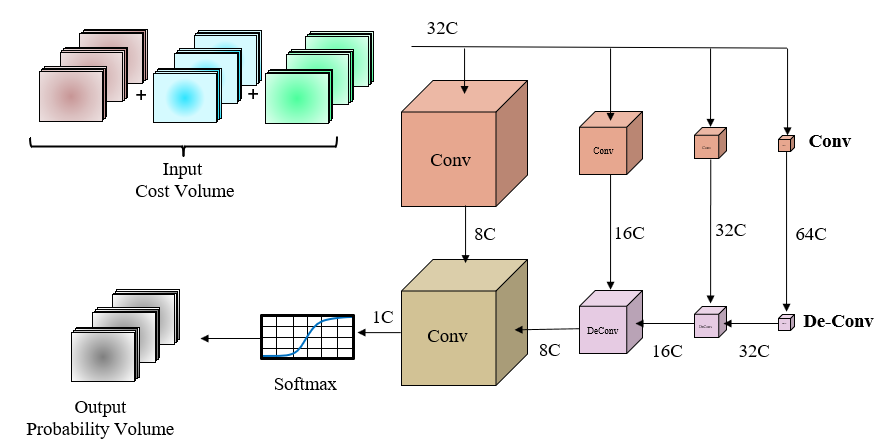 32C
+
+
Input
Cost Volume
Conv
Conv
Conv
Conv
8C
16C
32C
64C
Conv
DeConv
DeConv
De-Conv
8C
16C
32C
1C
Softmax
Output
Probability Volume